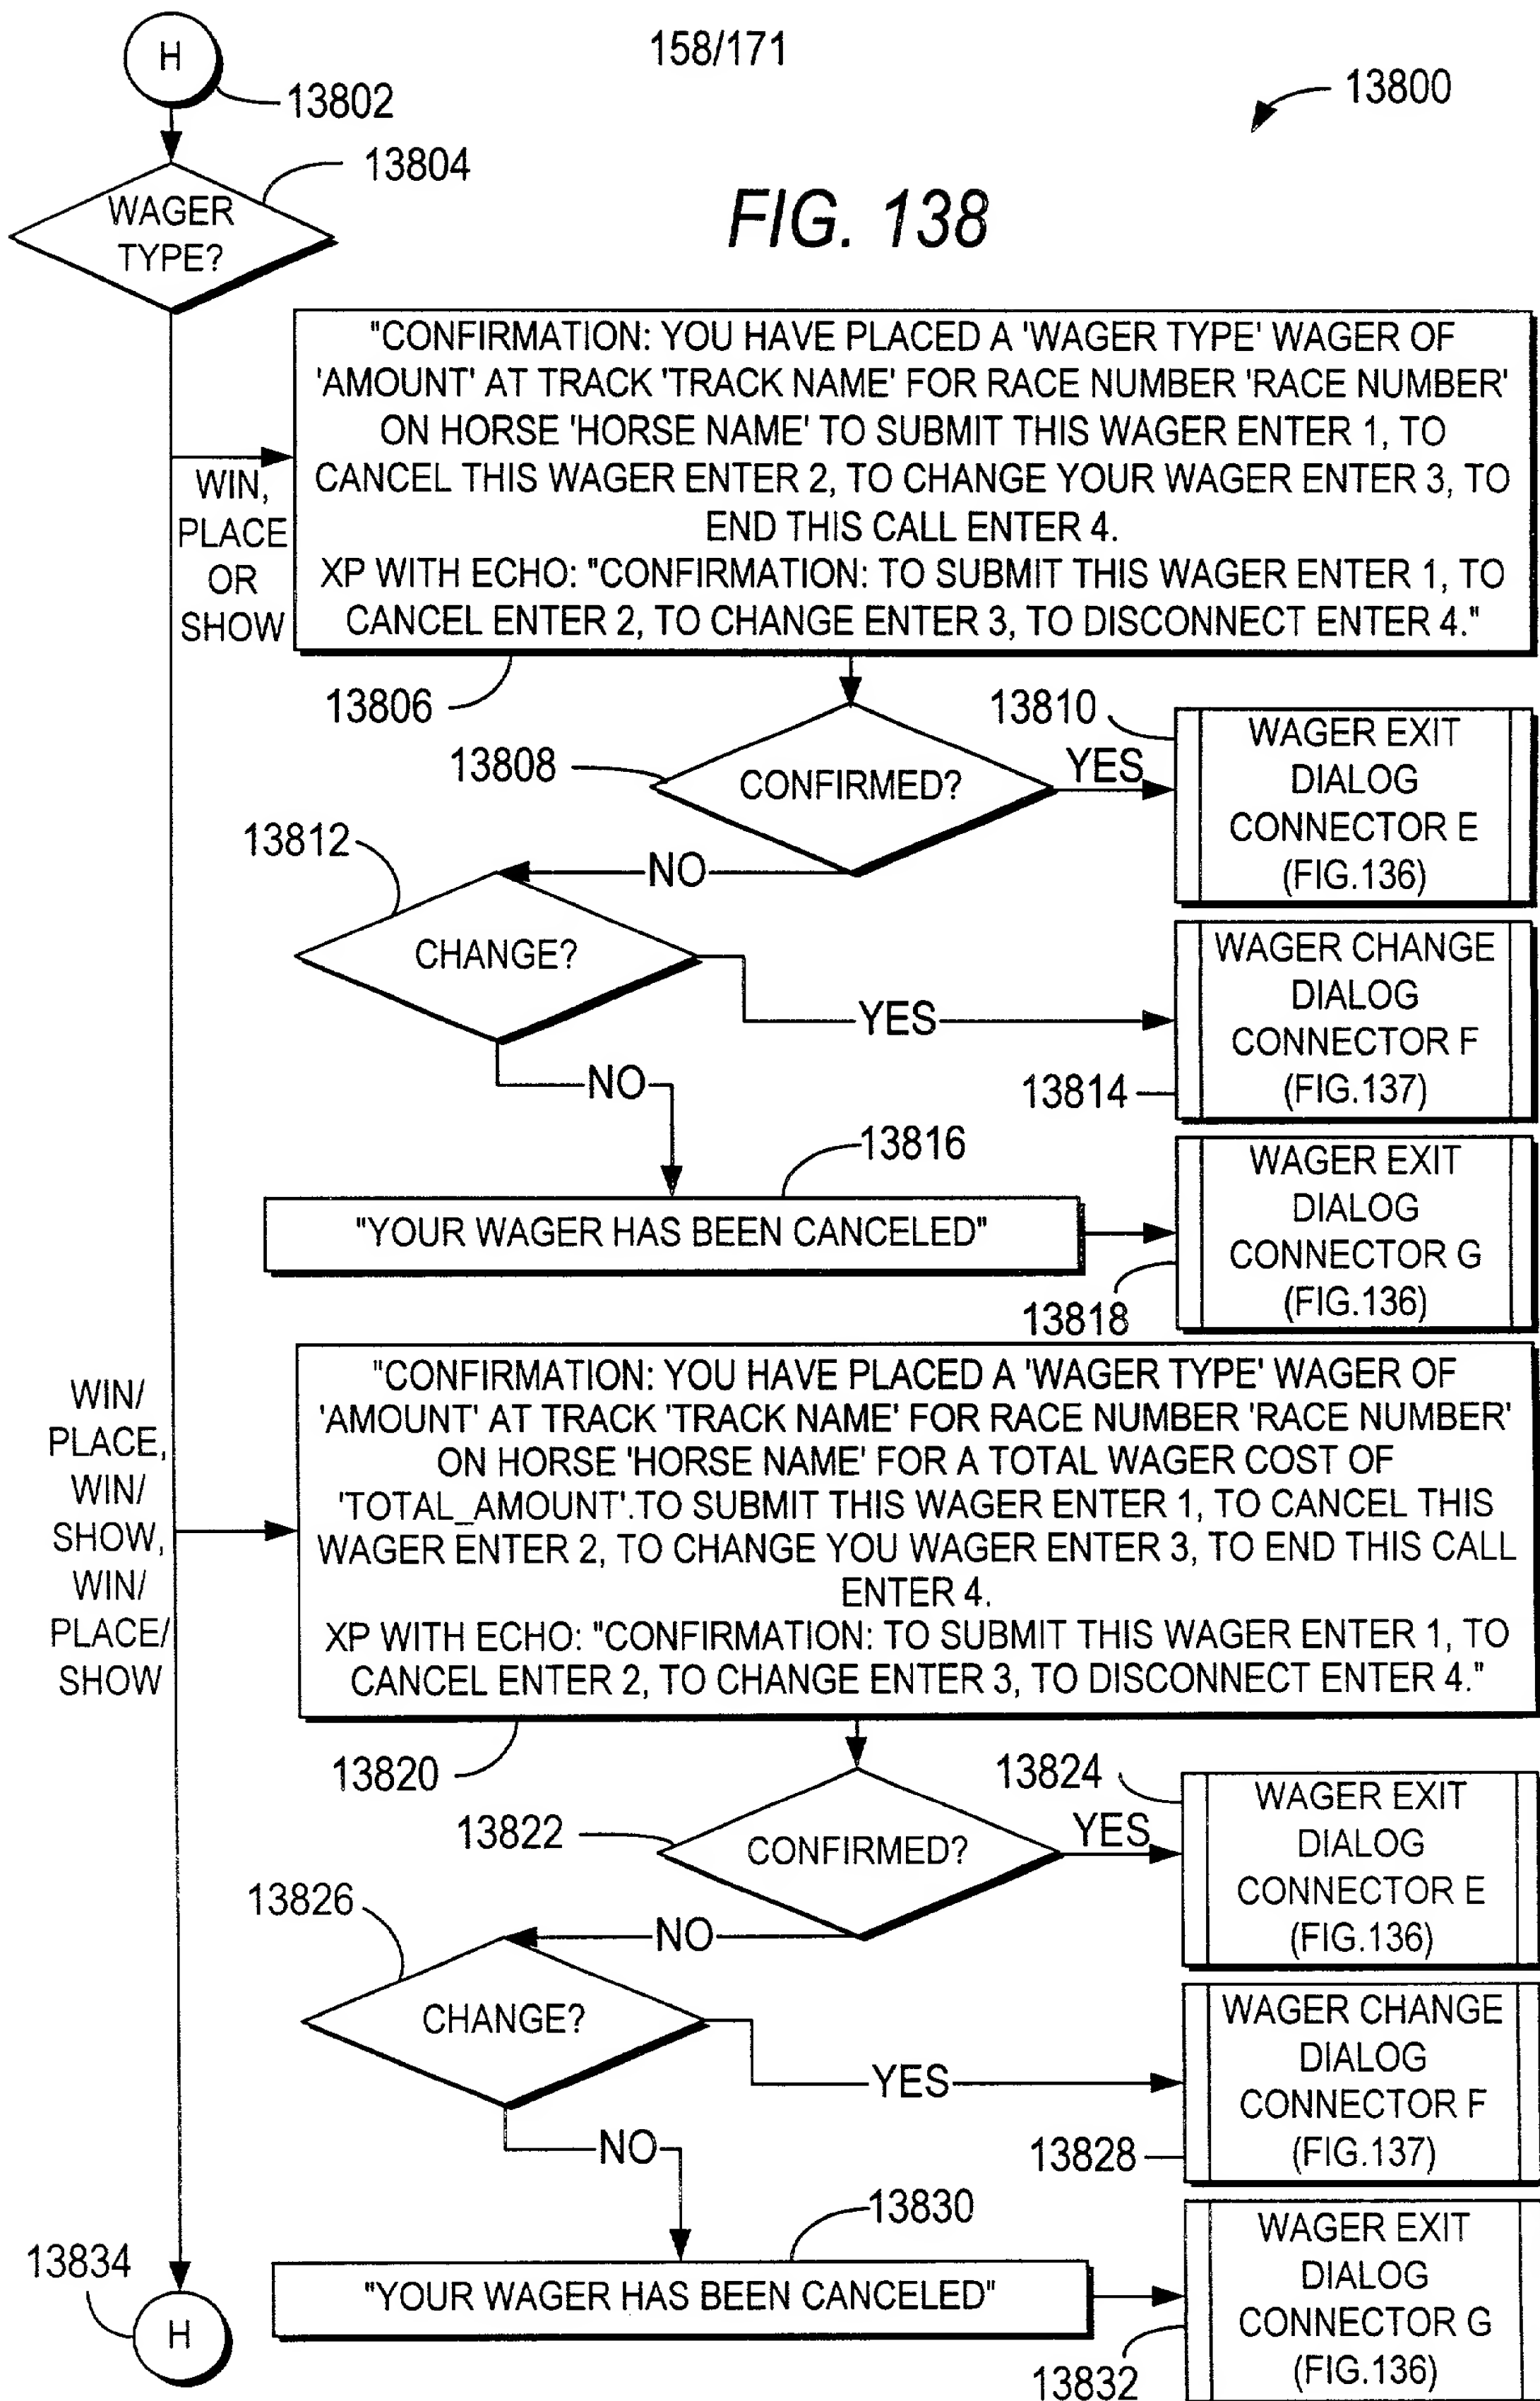 158/171
13800
H
13802
13804
WAGER
TYPE?
FIG. 138
WIN,
PLACE
OR
SHOW
"CONFIRMATION: YOU HAVE PLACED A 'WAGER TYPE' WAGER OF
'AMOUNT' AT TRACK 'TRACK NAME' FOR RACE NUMBER 'RACE NUMBER'
ON HORSE 'HORSE NAME' TO SUBMIT THIS WAGER ENTER 1, TO
CANCEL THIS WAGER ENTER 2, TO CHANGE YOUR WAGER ENTER 3, TO
END THIS CALL ENTER 4.
XP WITH ECHO: "CONFIRMATION: TO SUBMIT THIS WAGER ENTER 1, TO
CANCEL ENTER 2, TO CHANGE ENTER 3, TO DISCONNECT ENTER 4."
13806
13808
CONFIRMED?
YES
13810
WAGER EXIT
DIALOG
CONNECTOR E
(FIG.136)
NO
13812
CHANGE?
YES
WAGER CHANGE
DIALOG
CONNECTOR F
(FIG.137)
13814
NO
13816
"YOUR WAGER HAS BEEN CANCELED"
WAGER EXIT
DIALOG
CONNECTOR G
(FIG.136)
13818
WIN/
PLACE,
WIN/
SHOW,
WIN/
PLACE/
SHOW
"CONFIRMATION: YOU HAVE PLACED A 'WAGER TYPE' WAGER OF
'AMOUNT' AT TRACK 'TRACK NAME' FOR RACE NUMBER 'RACE NUMBER'
ON HORSE 'HORSE NAME' FOR A TOTAL WAGER COST OF
'TOTAL_AMOUNT'.TO SUBMIT THIS WAGER ENTER 1, TO CANCEL THIS
WAGER ENTER 2, TO CHANGE YOU WAGER ENTER 3, TO END THIS CALL
ENTER 4.
XP WITH ECHO: "CONFIRMATION: TO SUBMIT THIS WAGER ENTER 1, TO
CANCEL ENTER 2, TO CHANGE ENTER 3, TO DISCONNECT ENTER 4."
13820
13822
CONFIRMED?
YES
13824
WAGER EXIT
DIALOG
CONNECTOR E
(FIG.136)
NO
13826
CHANGE?
YES
WAGER CHANGE
DIALOG
CONNECTOR F
(FIG.137)
13828
NO
13830
"YOUR WAGER HAS BEEN CANCELED"
WAGER EXIT
DIALOG
CONNECTOR G
(FIG.136)
13832
13834
H